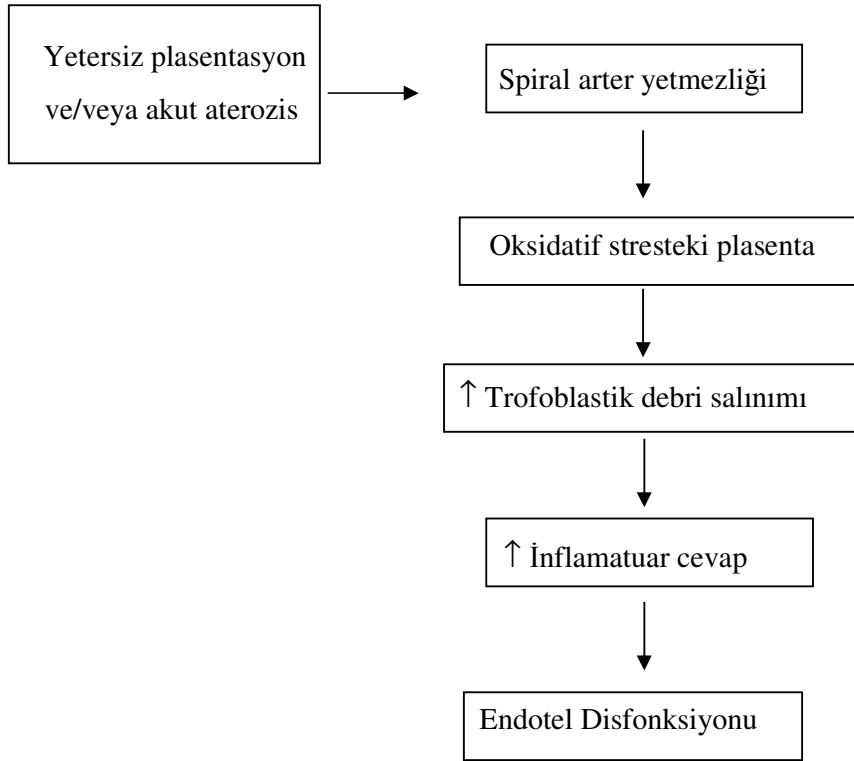 Yetersiz plasentasyon
ve/veya akut aterozis
Spiral arter yetmezliği
Oksidatif stresteki plasenta
↑ Trofoblastik debri salınımı
↑ İnflamatuar cevap
Endotel Disfonksiyonu